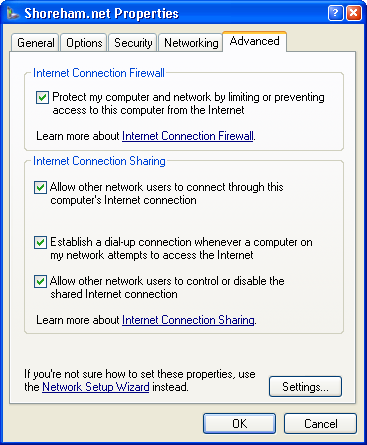 Shoreham.net Properties
General Options Security Networking Advanced
Internet Connection Firewall
Protect my computer and network by limiting or preventing
access to this computer from the Internet
Learn more about Internet Connection Firewall.
Internet Connection Sharing
Allow other network users to connect through this
computer's Internet connection
Establish a dial-up connection whenever a computer on
my network attempts to access the Internet
Allow other network users to control or disable the
shared Internet connection
Learn more about Internet Connection Sharing.
If you're not sure how to set these properties, use
the Network Setup Wizard instead.
Settings...
OK Cancel